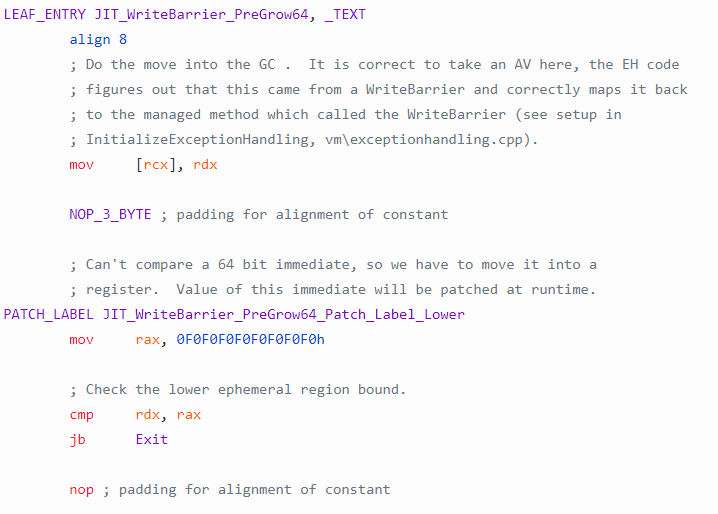 LEAF_ENTRY JIT_WriteBarrier_PreGrow64, _TEXT
align 8
; Do the move into the GC .  It is correct to take an AV here, the EH code
; figures out that this came from a WriteBarrier and correctly maps it back
; to the managed method which called the WriteBarrier (see setup in
; InitializeExceptionHandling, vm\exceptionhandling.cpp).
mov     [rcx], rdx
NOP_3_BYTE ; padding for alignment of constant
; Can't compare a 64 bit immediate, so we have to move it into a
; register.  Value of this immediate will be patched at runtime.
PATCH_LABEL JIT_WriteBarrier_PreGrow64_Patch_Label_Lower
mov     rax, 0F0F0F0F0F0F0F0F0h
; Check the lower ephemeral region bound.
cmp     rdx, rax
jb      Exit
nop ; padding for alignment of constant